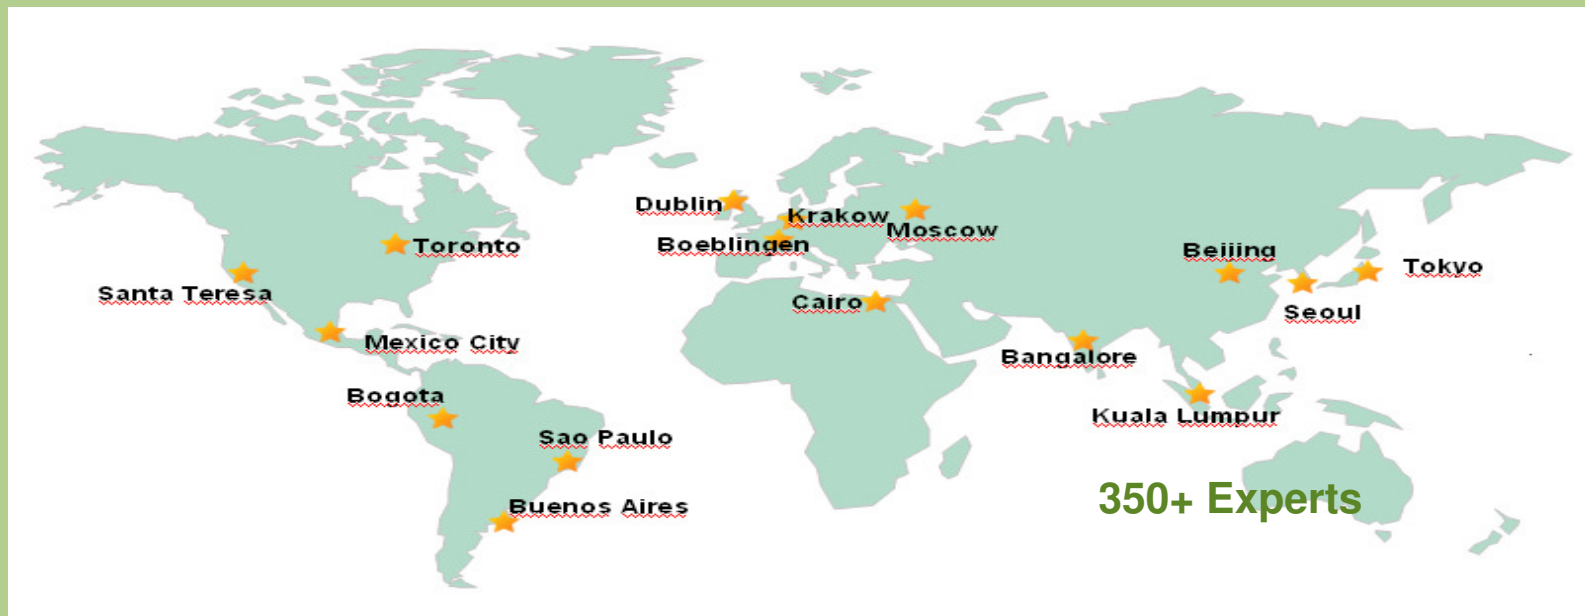 Dublin
Krakow
Moscow
Boeblingen
Toronto
Beijing
Tokyo
Santa Teresa
Cairo
Seoul
Mexico City
Bangalore
Bogota
Kuala Lumpur
Sao Paulo
350+ Experts
Buenos Aires